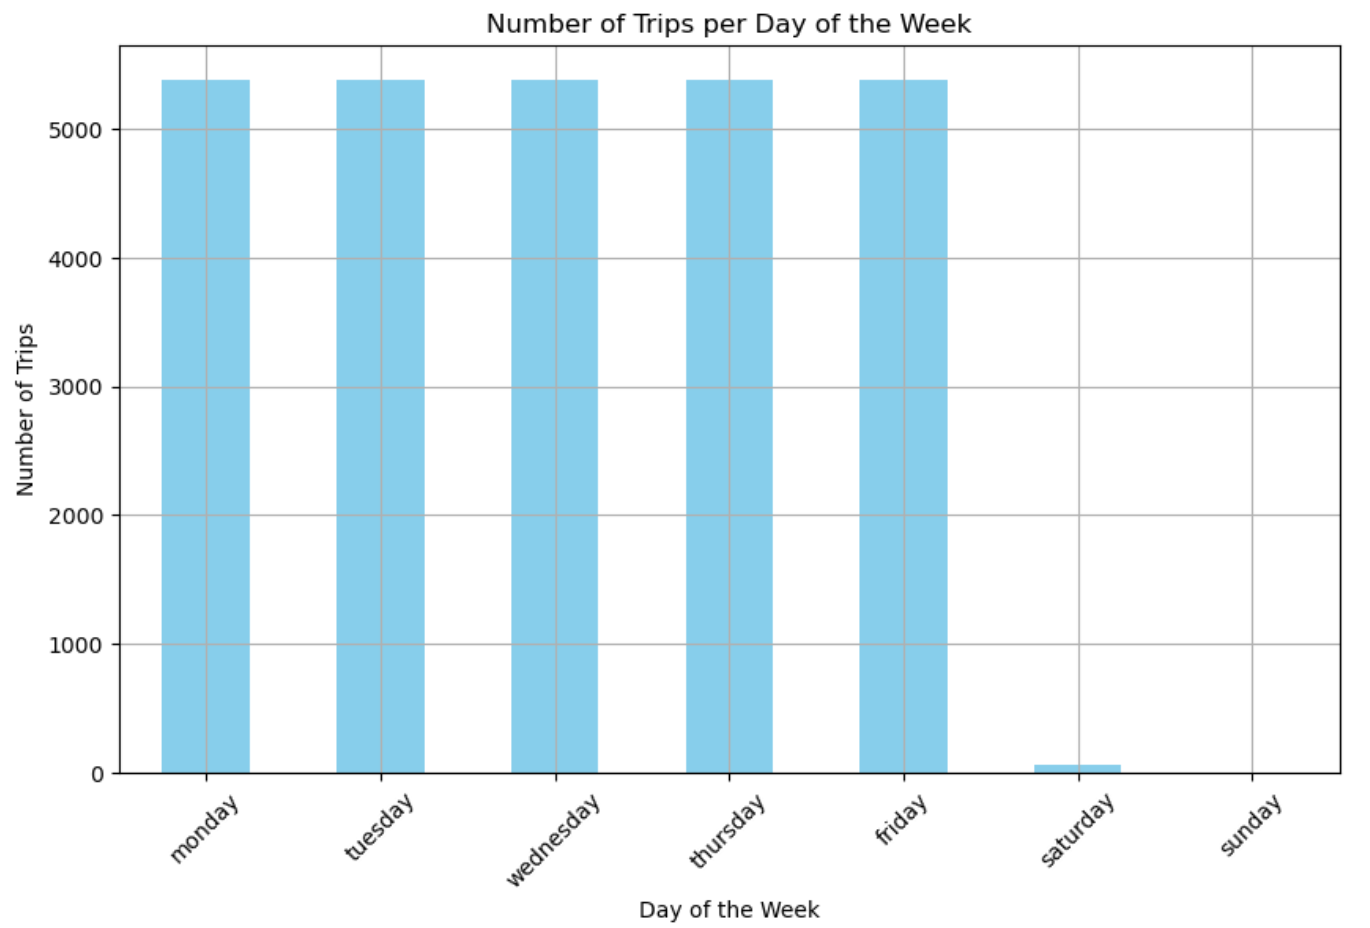 Number of Trips per Day of the Week
Number of Trips
5000
4000
3000
2000
1000
0
monday
tuesday
wednesday
thursday
friday
saturday
sunday
Day of the Week